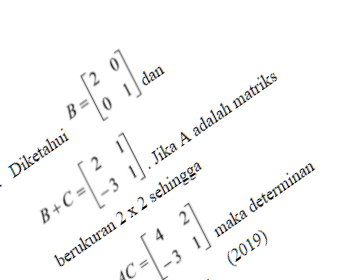 Diketahui B = [2 0; 0 1] dan
B + C = [2 1; -3 1]. Jika A adalah matriks
berukuran 2 x 2 sehingga
AC = [4 2; -3 1] maka determinan
(2019)